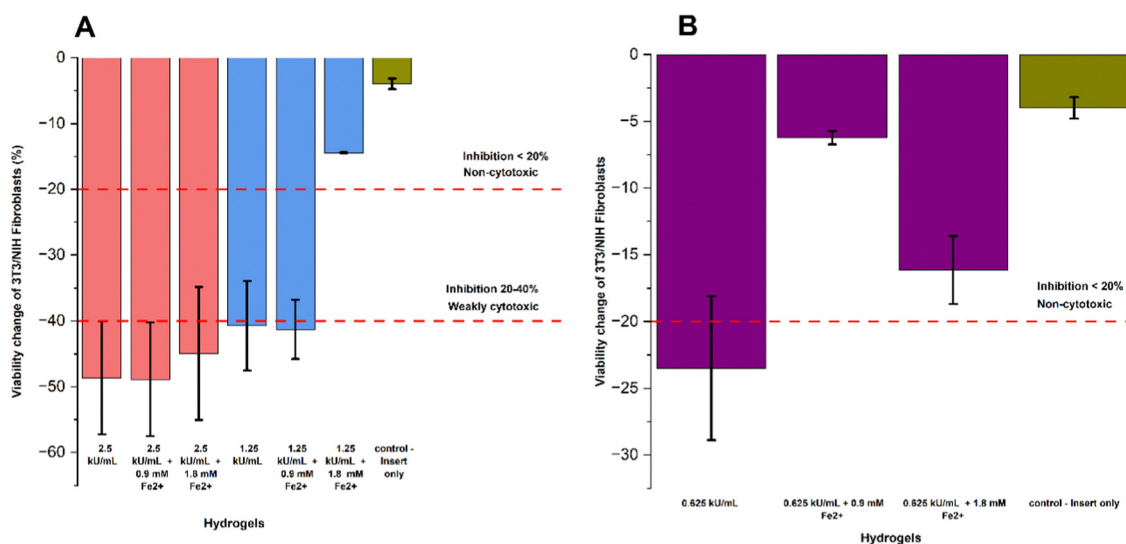 A
Viability change of 3T3/NIH Fibroblasts (%)
0
−10
−20
−30
−40
−50
−60
Inhibition < 20%
Non-cytotoxic
Inhibition 20-40%
Weakly cytotoxic
2.5
kU/mL
2.5
kU/mL +
0.9 mM
Fe2+
2.5
kU/mL +
1.8 mM
Fe2+
1.25
kU/mL
1.25
kU/mL +
0.9 mM
Fe2+
1.25
kU/mL +
1.8 mM
Fe2+
control -
Insert
only
Hydrogels
B
Viability change of 3T3/NIH Fibroblasts
0
−5
−10
−15
−20
−25
−30
Inhibition < 20%
Non-cytotoxic
0.625 kU/mL
0.625 kU/mL + 0.9 mM
Fe2+
0.625 kU/mL + 1.8 mM
Fe2+
control - Insert only
Hydrogels